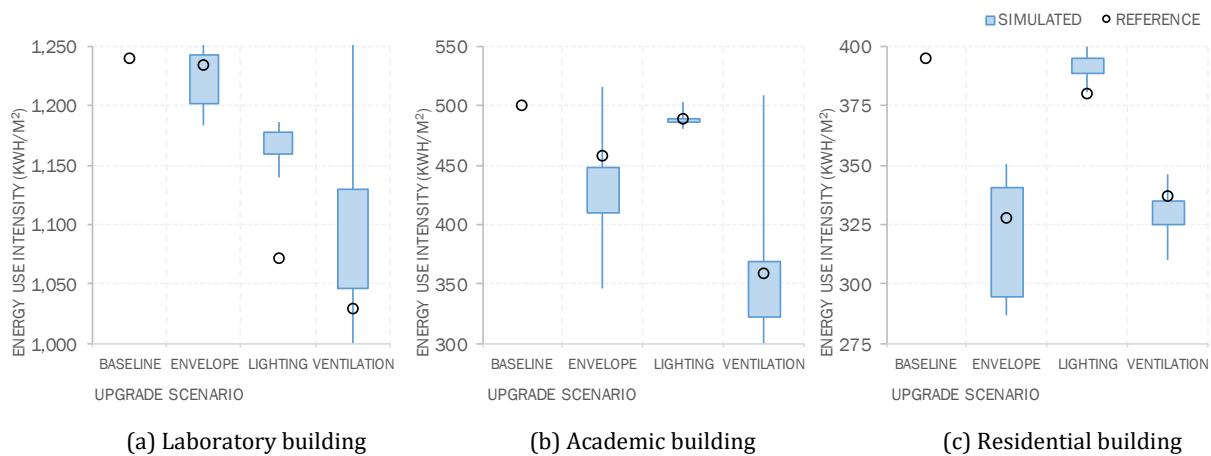 SIMULATED REFERENCE
ENERGY USE INTENSITY (KWH/M²)
1,250
1,200
1,150
1,100
1,050
1,000
BASELINE ENVELOPE LIGHTING VENTILATION
UPGRADE SCENARIO
(a) Laboratory building
ENERGY USE INTENSITY (KWH/M²)
550
500
450
400
350
300
BASELINE ENVELOPE LIGHTING VENTILATION
UPGRADE SCENARIO
(b) Academic building
ENERGY USE INTENSITY (KWH/M²)
400
375
350
325
300
275
BASELINE ENVELOPE LIGHTING VENTILATION
UPGRADE SCENARIO
(c) Residential building